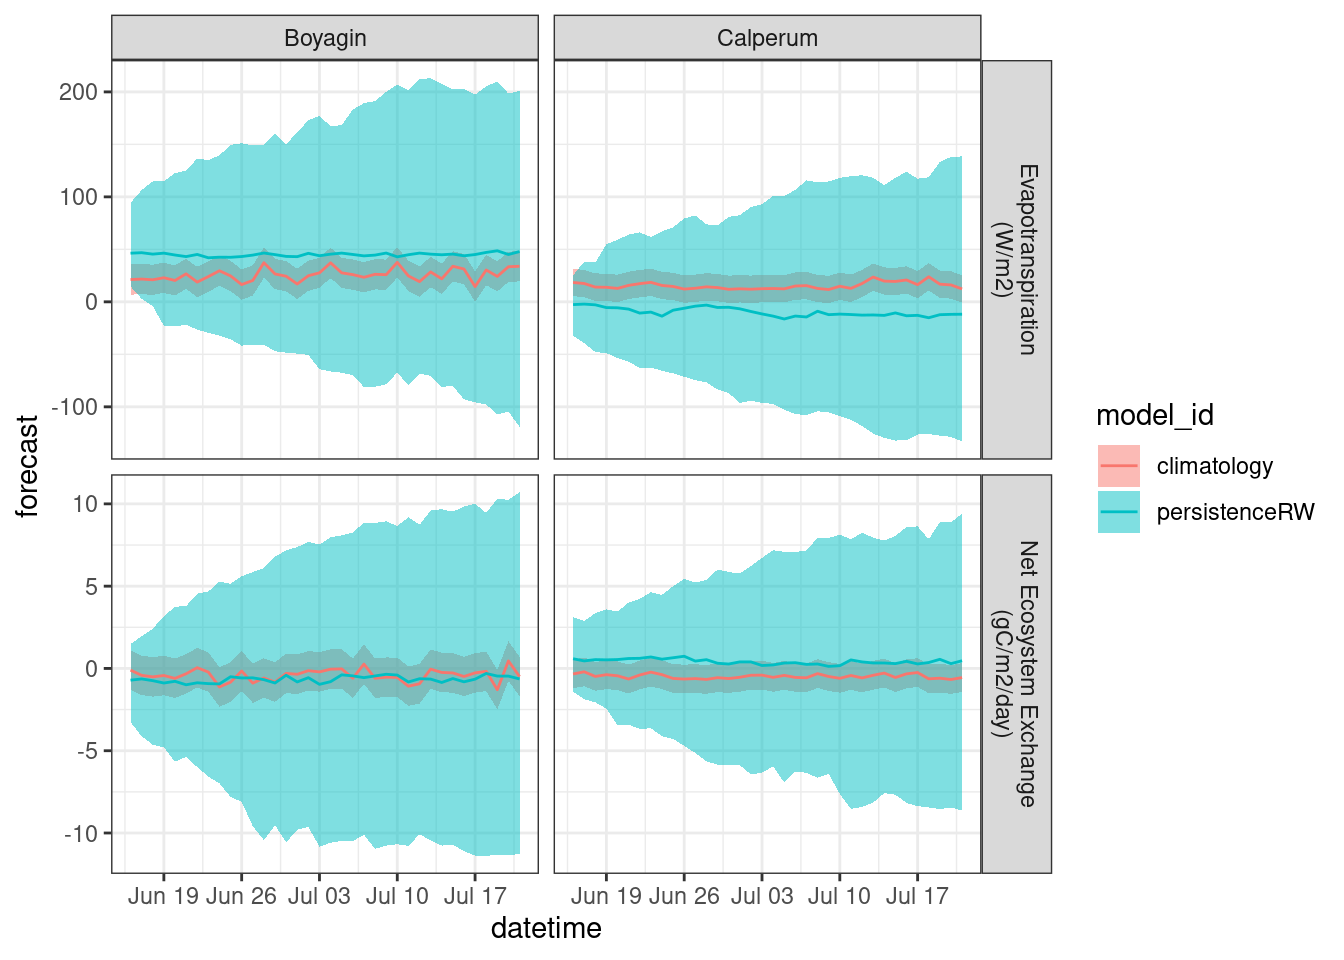 Boyagin
Calperum
200
100
0
-100
Evapotranspiration
(W/m2)
10
5
0
-5
-10
Net Ecosystem Exchange
(gC/m2/day)
forecast
Jun 19 Jun 26 Jul 03 Jul 10 Jul 17
Jun 19 Jun 26 Jul 03 Jul 10 Jul 17
datetime
model_id
climatology
persistenceRW